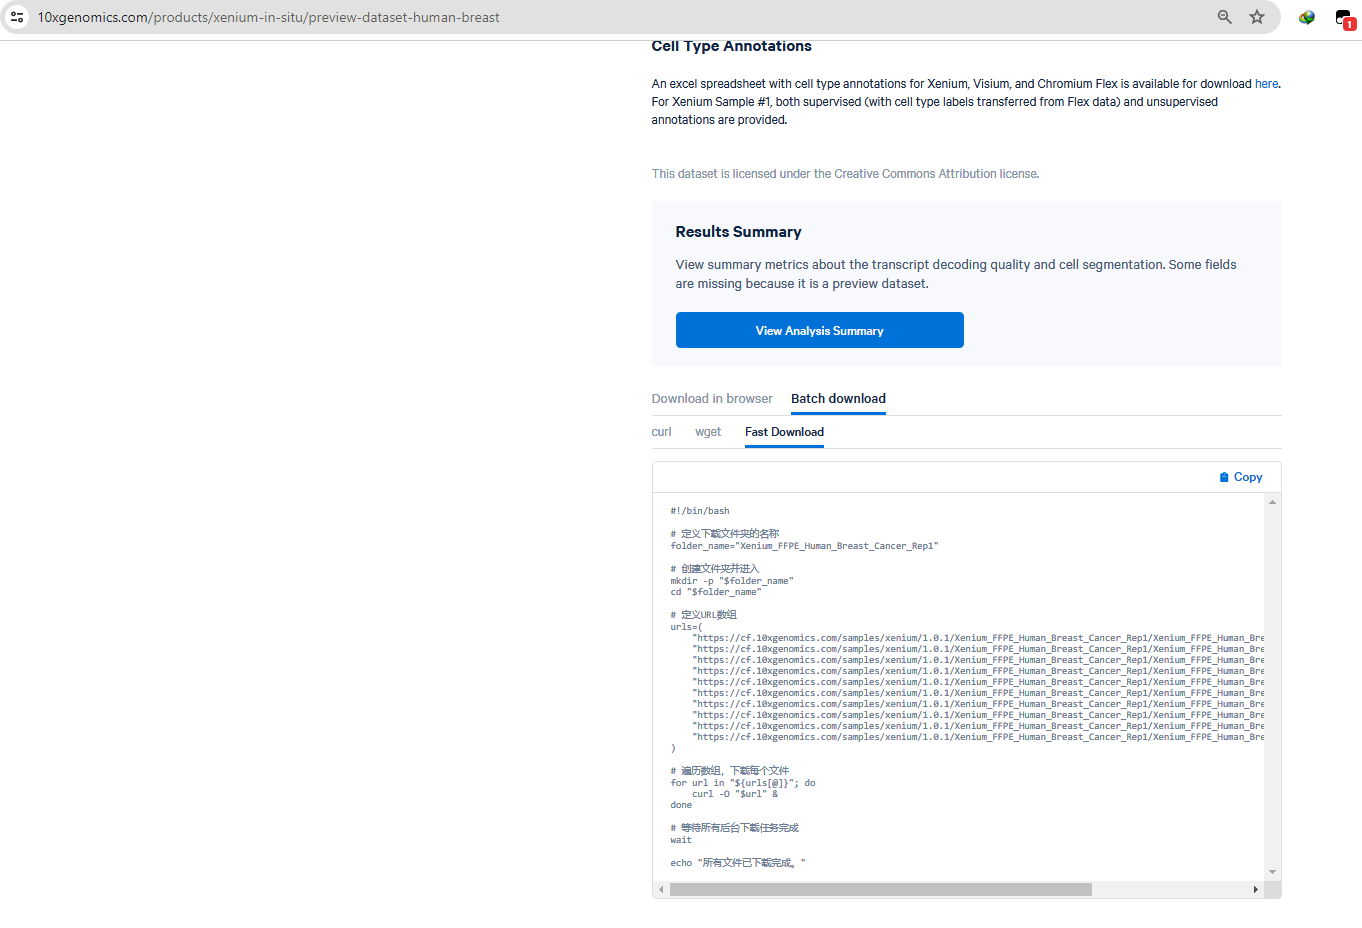 10xgenomics.com/products/xenium-in-situ/preview-dataset-human-breast
1
Cell Type Annotations
An excel spreadsheet with cell type annotations for Xenium, Visium, and Chromium Flex is available for download here.
For Xenium Sample #1, both supervised (with cell type labels transferred from Flex data) and unsupervised
annotations are provided.
This dataset is licensed under the Creative Commons Attribution license.
Results Summary
View summary metrics about the transcript decoding quality and cell segmentation. Some fields
are missing because it is a preview dataset.
View Analysis Summary
Download in browser Batch download
curl wget Fast Download
Copy
#!/bin/bash
# 定义下载文件夹的名称
folder_name="Xenium_FFPE_Human_Breast_Cancer_Rep1"
# 创建文件夹并进入
mkdir -p "$folder_name"
cd "$folder_name"
# 定义URL数组
urls=(
"https://cf.10xgenomics.com/samples/xenium/1.0.1/Xenium_FFPE_Human_Breast_Cancer_Rep1/Xenium_FFPE_Human_Bre
"https://cf.10xgenomics.com/samples/xenium/1.0.1/Xenium_FFPE_Human_Breast_Cancer_Rep1/Xenium_FFPE_Human_Bre
"https://cf.10xgenomics.com/samples/xenium/1.0.1/Xenium_FFPE_Human_Breast_Cancer_Rep1/Xenium_FFPE_Human_Bre
"https://cf.10xgenomics.com/samples/xenium/1.0.1/Xenium_FFPE_Human_Breast_Cancer_Rep1/Xenium_FFPE_Human_Bre
"https://cf.10xgenomics.com/samples/xenium/1.0.1/Xenium_FFPE_Human_Breast_Cancer_Rep1/Xenium_FFPE_Human_Bre
"https://cf.10xgenomics.com/samples/xenium/1.0.1/Xenium_FFPE_Human_Breast_Cancer_Rep1/Xenium_FFPE_Human_Bre
"https://cf.10xgenomics.com/samples/xenium/1.0.1/Xenium_FFPE_Human_Breast_Cancer_Rep1/Xenium_FFPE_Human_Bre
"https://cf.10xgenomics.com/samples/xenium/1.0.1/Xenium_FFPE_Human_Breast_Cancer_Rep1/Xenium_FFPE_Human_Bre
"https://cf.10xgenomics.com/samples/xenium/1.0.1/Xenium_FFPE_Human_Breast_Cancer_Rep1/Xenium_FFPE_Human_Bre
"https://cf.10xgenomics.com/samples/xenium/1.0.1/Xenium_FFPE_Human_Breast_Cancer_Rep1/Xenium_FFPE_Human_Bre
)
# 遍历数组，下载每个文件
for url in "${urls[@]}"; do
curl -O "$url" &
done
# 等待所有后台下载任务完成
wait
echo "所有文件已下载完成。"